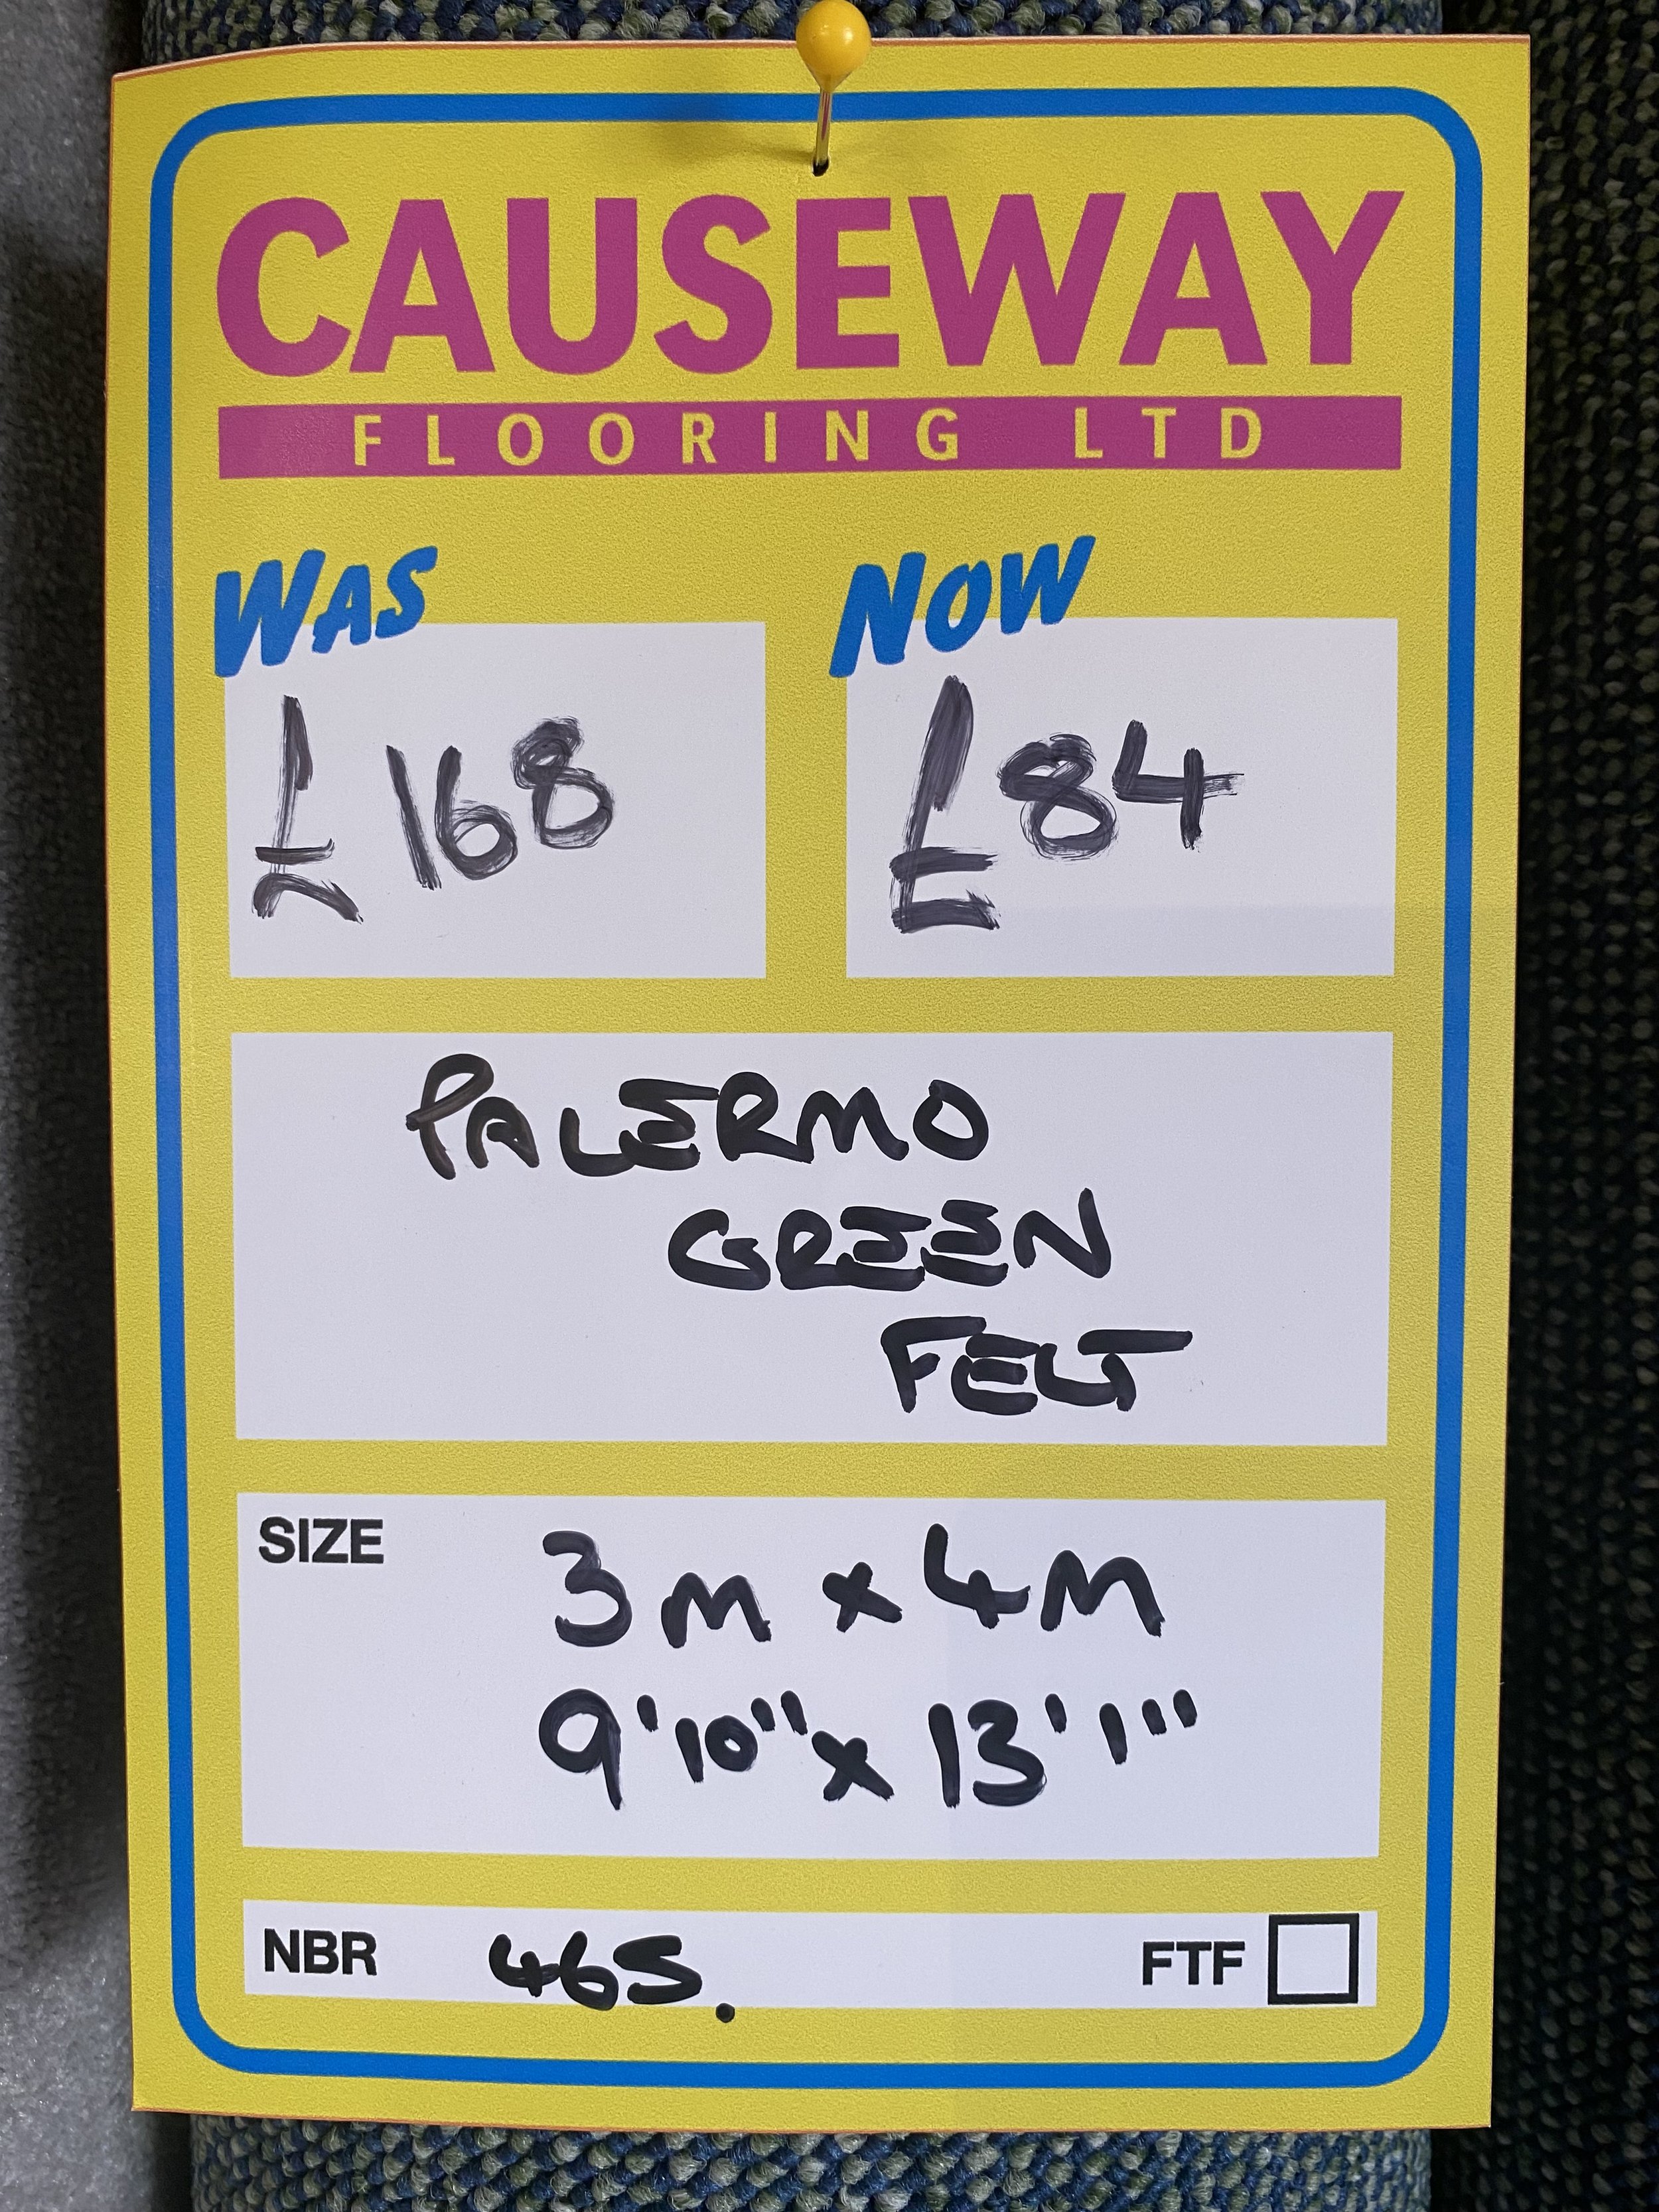 CAUSEWAY
FLOORING LTD
WAS NOW
£168 £84
PALERMO
GREEN
FELT
SIZE 3M x 4M
9'10" x 13'1"
NBR 465. FTF